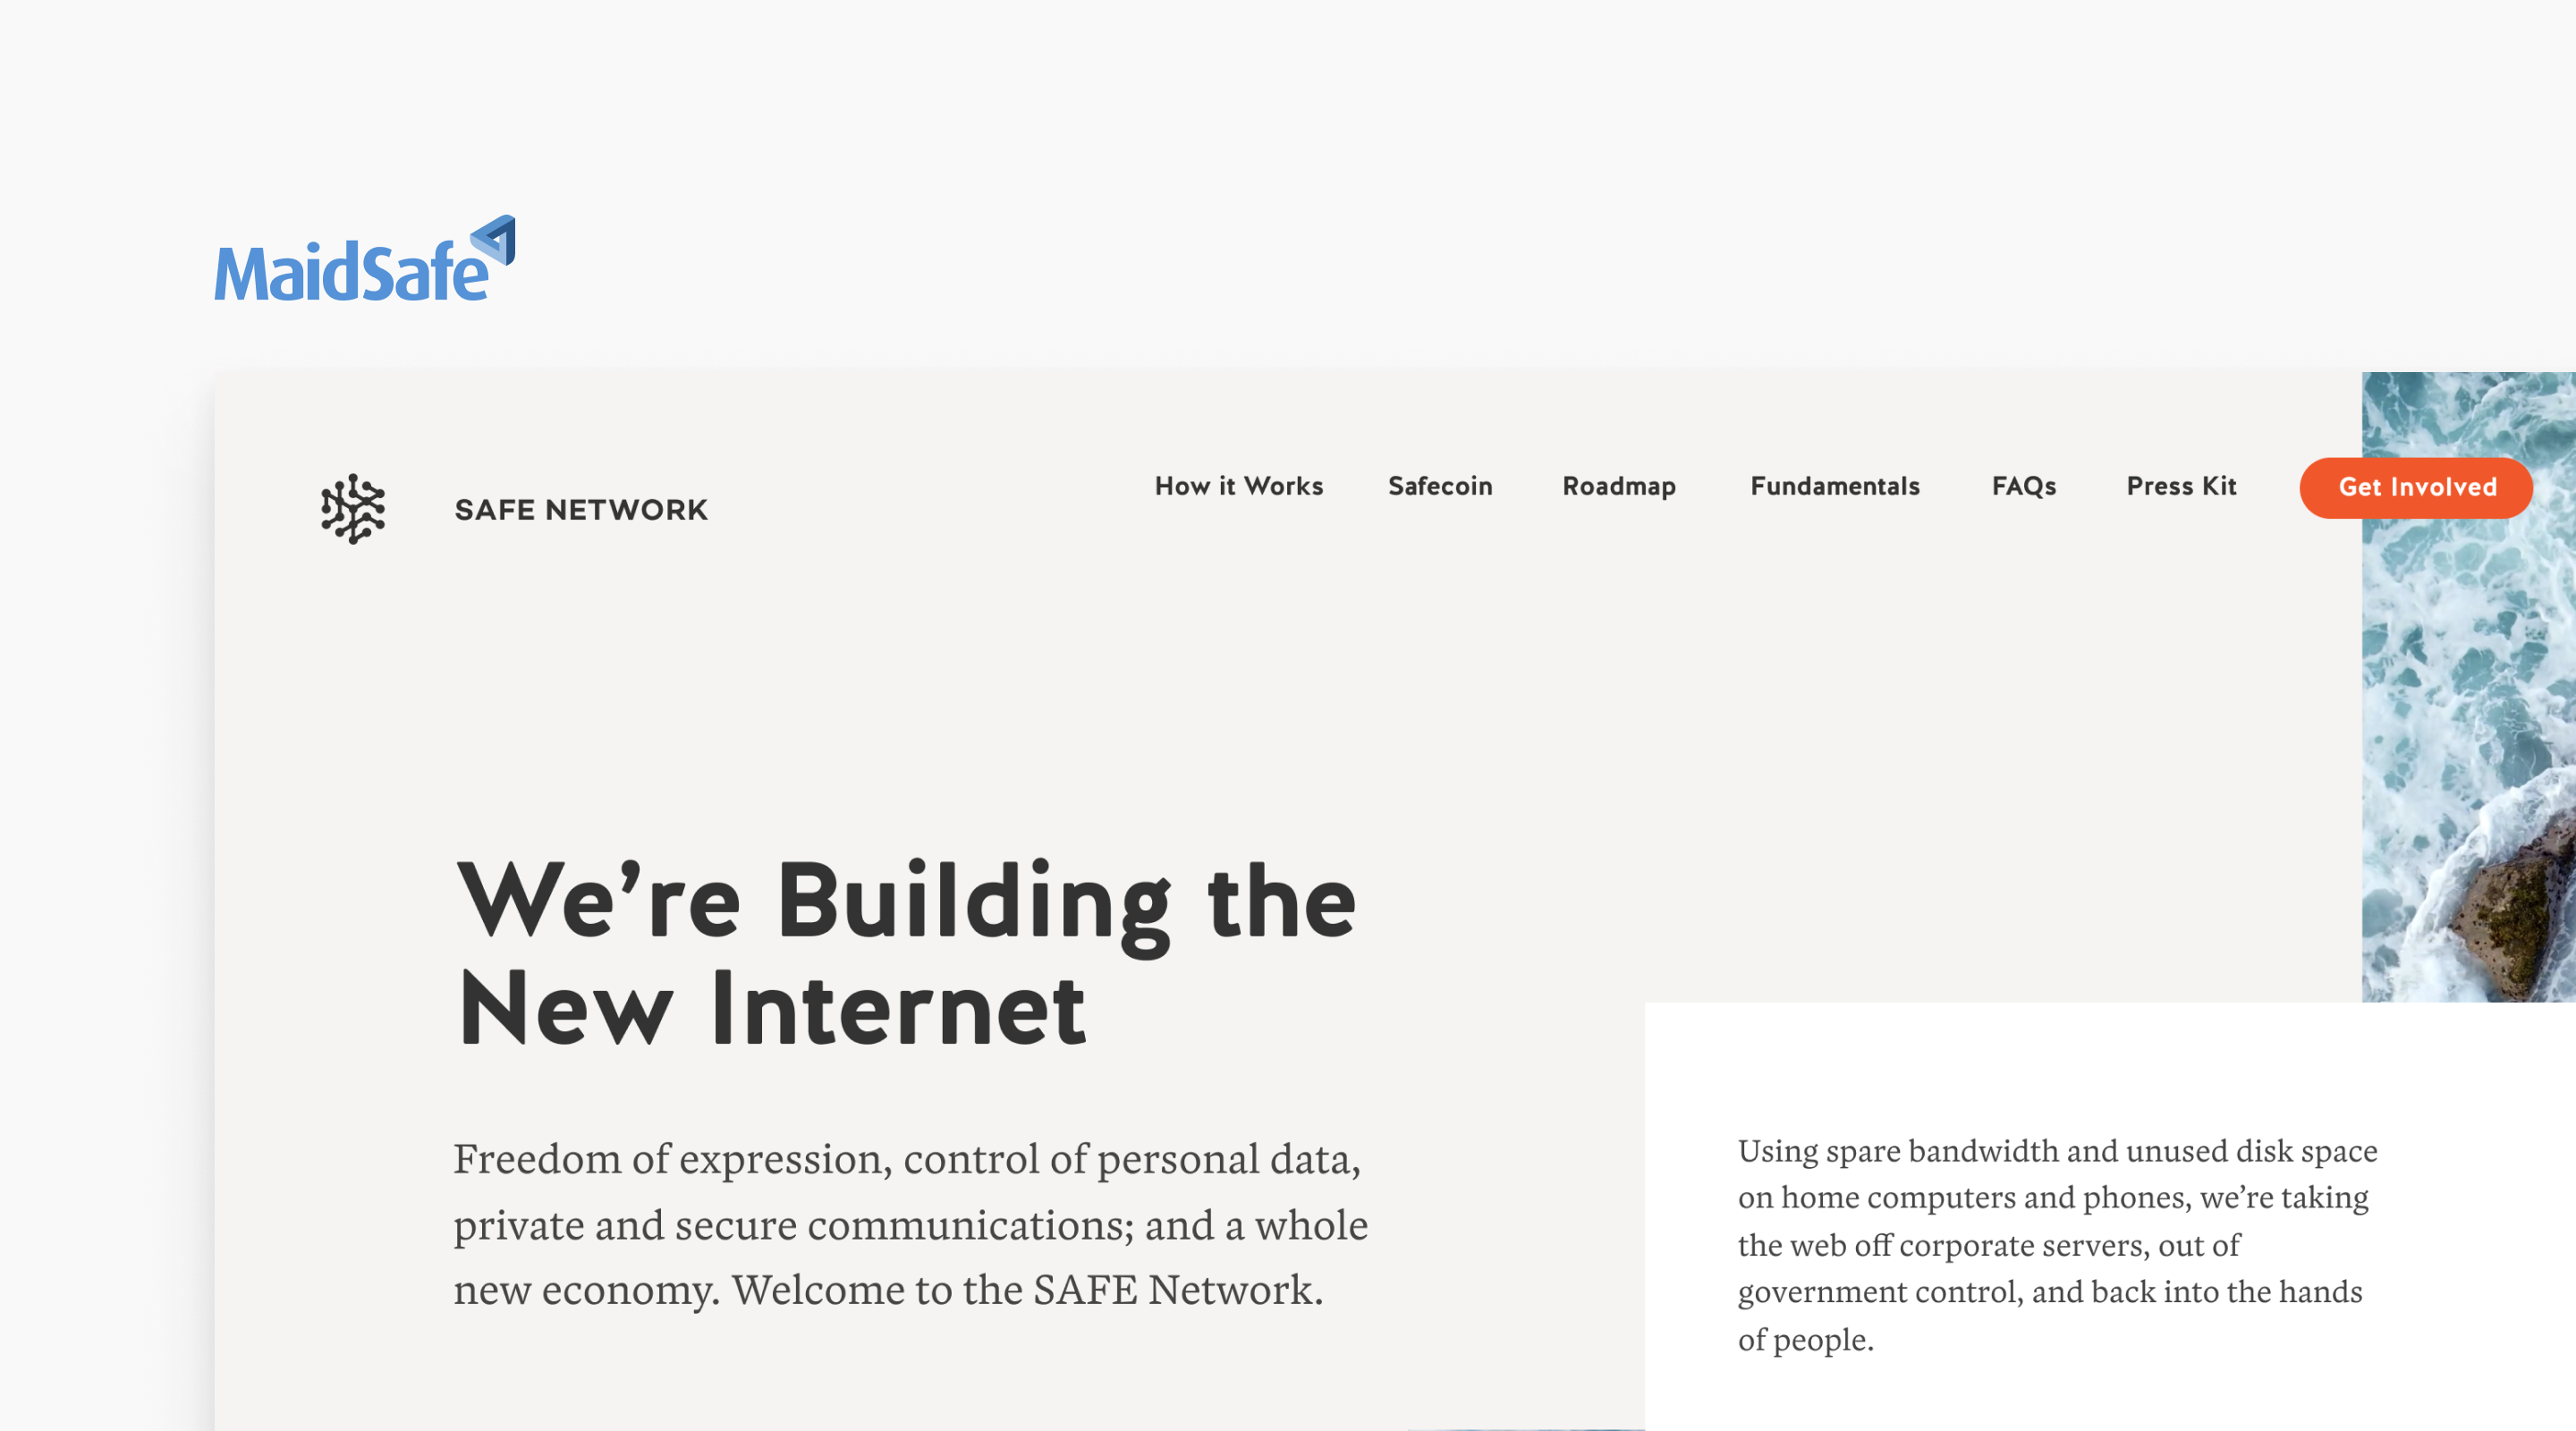 MaidSafe
SAFE NETWORK
How it Works
Safecoin
Roadmap
Fundamentals
FAQs
Press Kit
Get Involved
We’re Building the
New Internet
Freedom of expression, control of personal data,
private and secure communications; and a whole
new economy. Welcome to the SAFE Network.
Using spare bandwidth and unused disk space
on home computers and phones, we’re taking
the web off corporate servers, out of
government control, and back into the hands
of people.